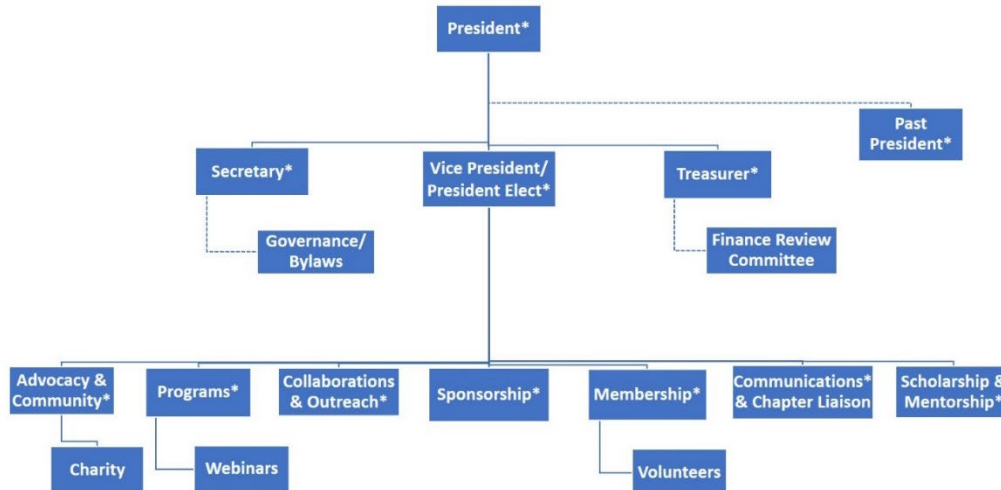 President*
Past
President*
Secretary*
Vice President/
President Elect*
Treasurer*
Governance/
Bylaws
Finance Review
Committee
Advocacy &
Community*
Programs*
Collaborations
& Outreach*
Sponsorship*
Membership*
Communications*
& Chapter Liaison
Scholarship &
Mentorship*
Charity
Webinars
Volunteers